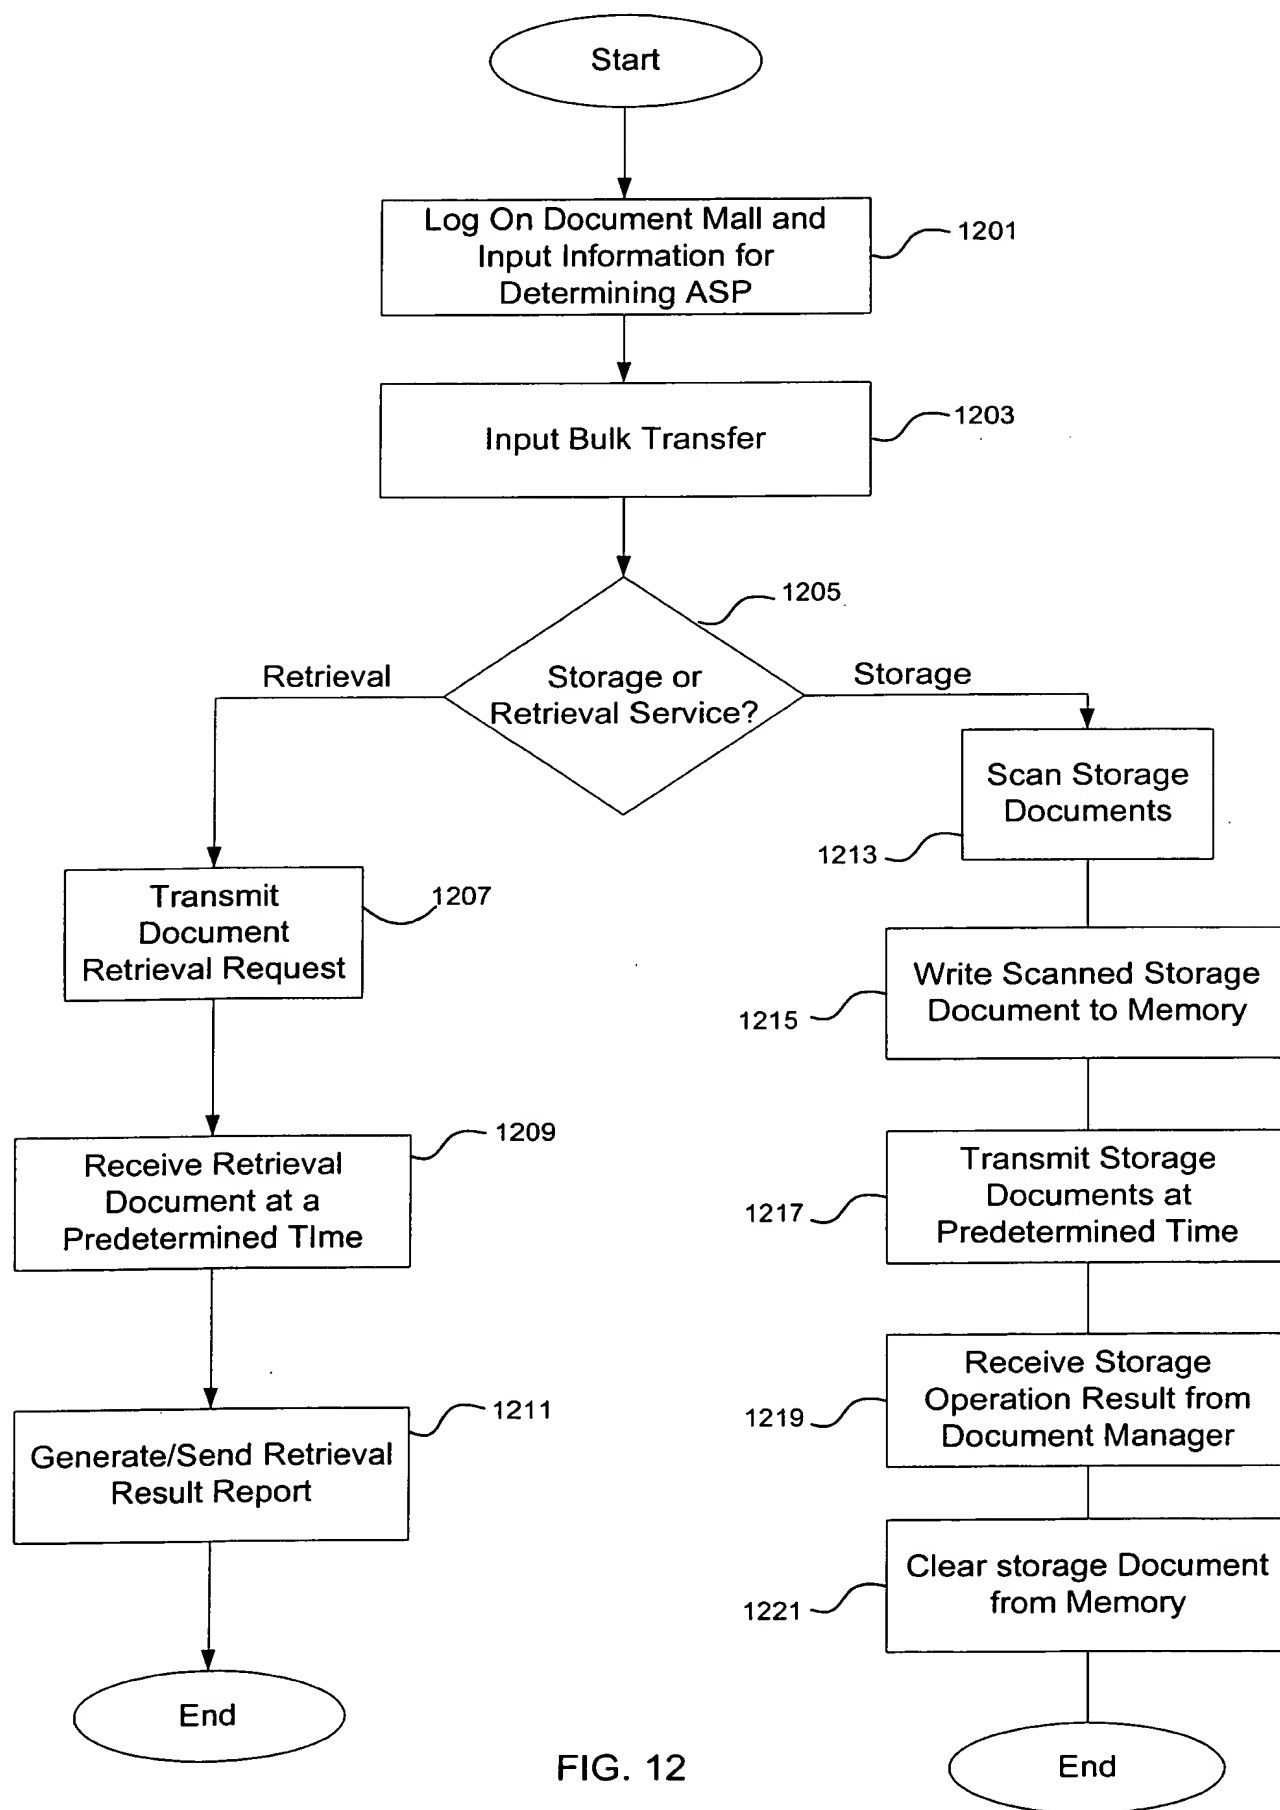 Start
Log On Document Mall and
Input Information for
Determining ASP
1201
Input Bulk Transfer
1203
1205
Retrieval
Storage or
Retrieval Service?
Storage
Scan Storage
Documents
1213
Transmit
Document
Retrieval Request
1207
Write Scanned Storage
Document to Memory
1215
Receive Retrieval
Document at a
Predetermined TIme
1209
Transmit Storage
Documents at
Predetermined Time
1217
Receive Storage
Operation Result from
Document Manager
1219
Generate/Send Retrieval
Result Report
1211
Clear storage Document
from Memory
1221
End
End
FIG. 12